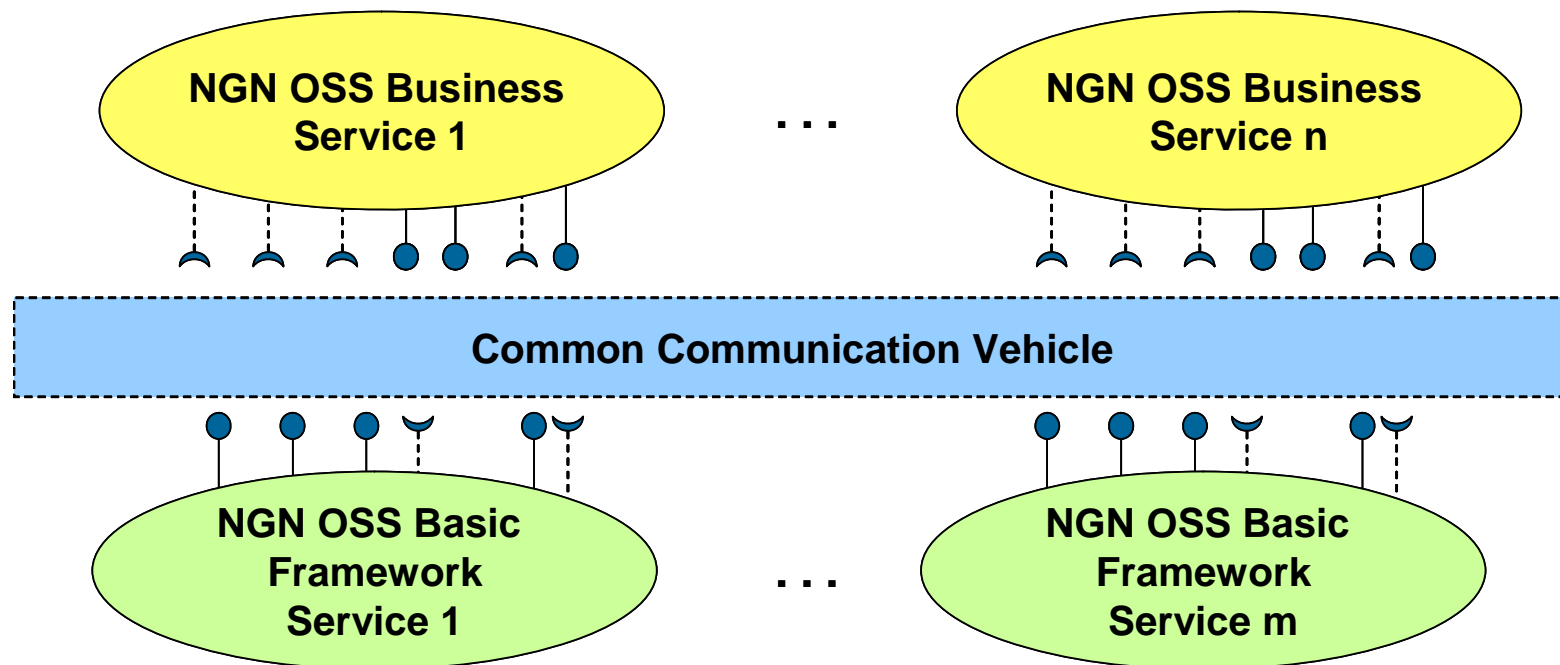 NGN OSS Business
Service 1
. . .
NGN OSS Business
Service n
Common Communication Vehicle
NGN OSS Basic
Framework
Service 1
. . .
NGN OSS Basic
Framework
Service m